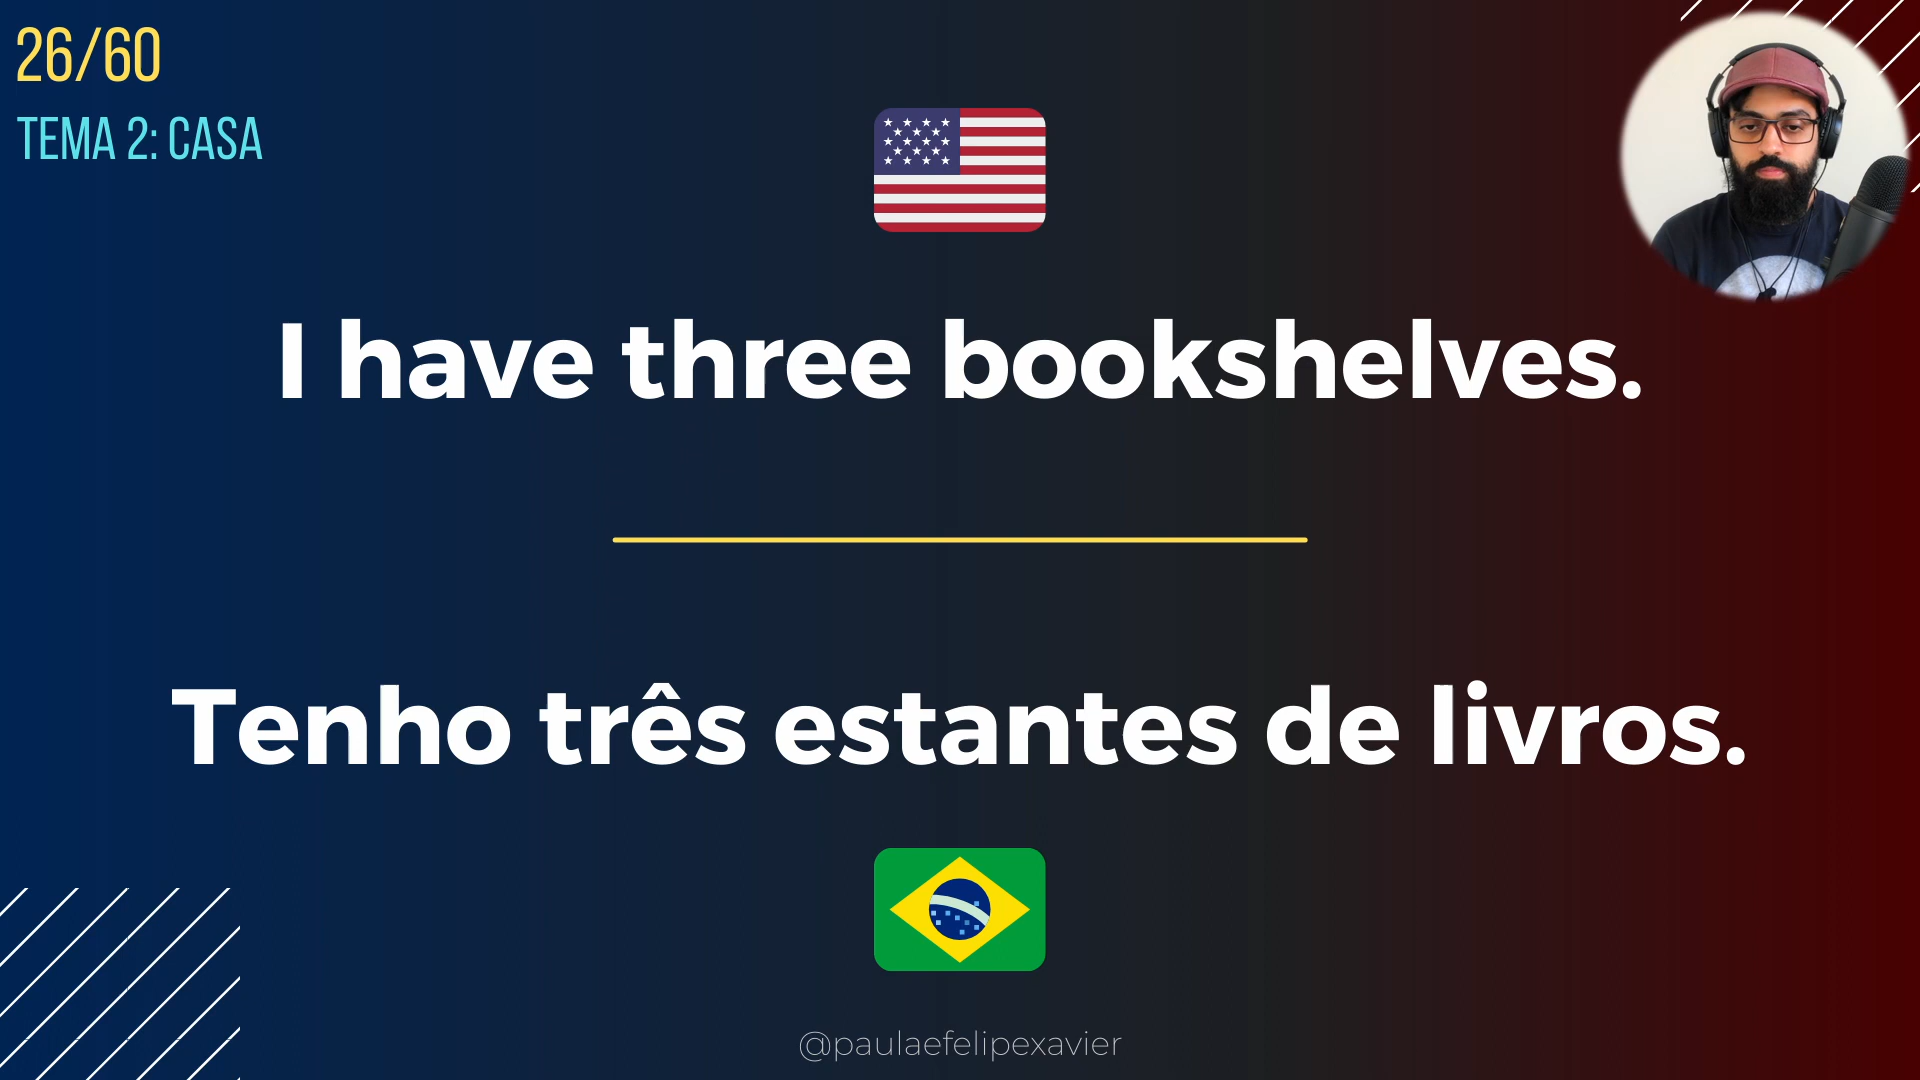 26/60
TEMA 2: CASA
I have three bookshelves.
Tenho três estantes de livros.
@paulaefelipexavier